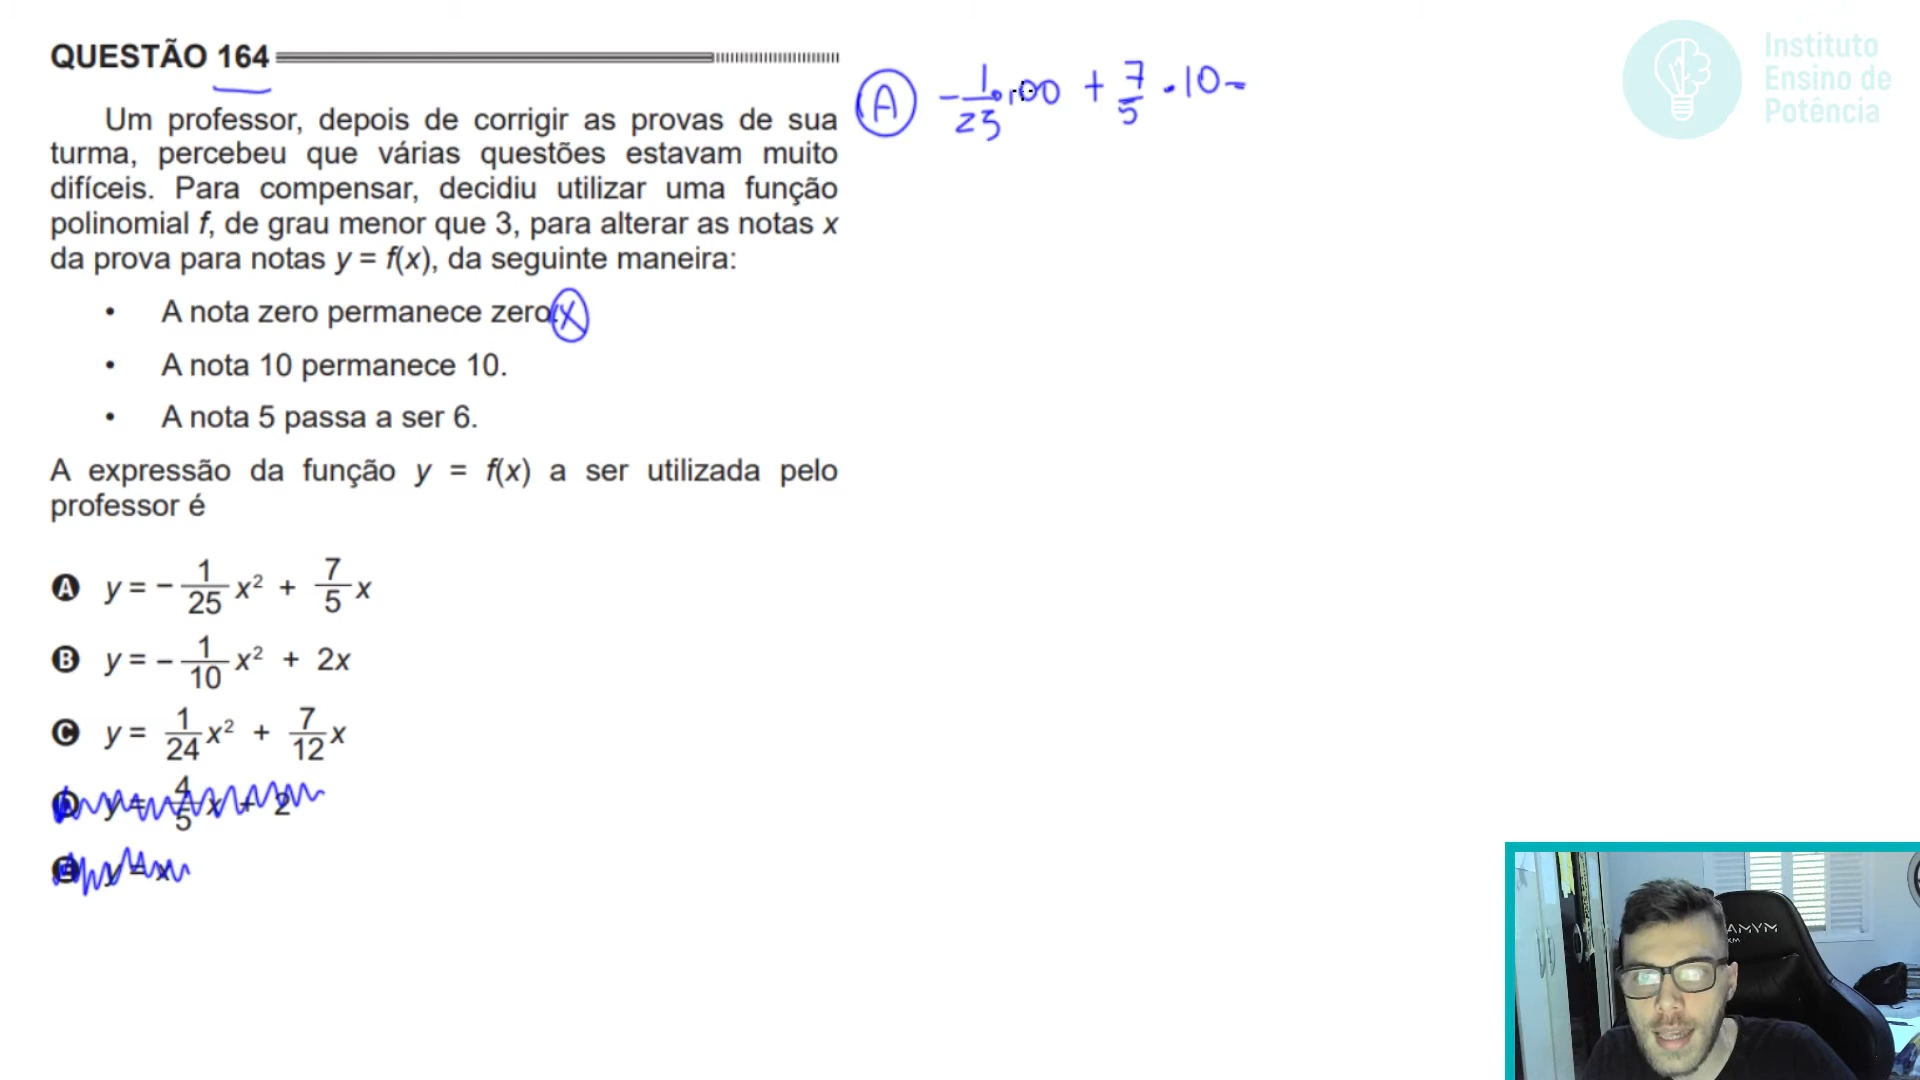 QUESTÃO 164
Um professor, depois de corrigir as provas de sua
turma, percebeu que várias questões estavam muito
difíceis. Para compensar, decidiu utilizar uma função
polinomial f, de grau menor que 3, para alterar as notas x
da prova para notas y = f(x), da seguinte maneira:
• A nota zero permanece zero. X
• A nota 10 permanece 10.
• A nota 5 passa a ser 6.
A expressão da função y = f(x) a ser utilizada pelo
professor é
A y = − 1/25 x² + 7/5 x
B y = − 1/10 x² + 2x
C y = 1/24 x² + 7/12 x
D y = 4/5 x + 2
E y = x
A − 1/25 . 100 + 7/5 . 10 =
Instituto
Ensino de
Potência
AMYM